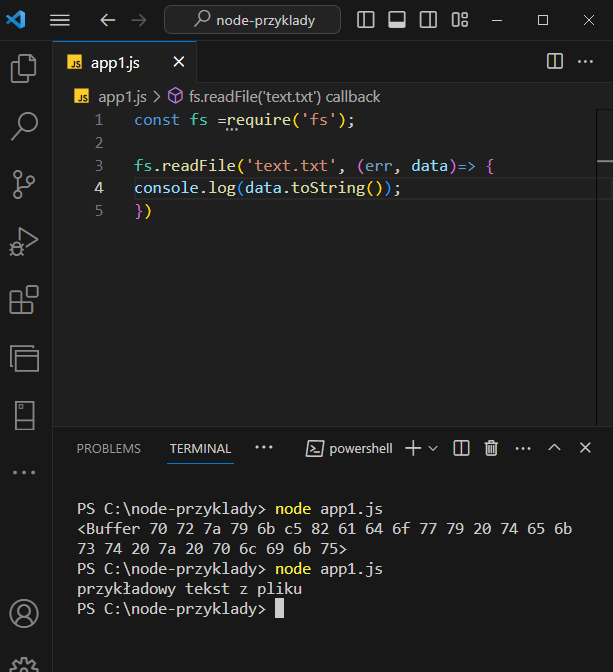 node-przyklady
JS app1.js
JS app1.js > fs.readFile('text.txt') callback
1 const fs =require('fs');
2
3 fs.readFile('text.txt', (err, data)=> {
4 console.log(data.toString());
5 })
PROBLEMS TERMINAL ··· powershell
PS C:\node-przyklady> node app1.js
<Buffer 70 72 7a 79 6b c5 82 61 64 6f 77 79 20 74 65 6b
73 74 20 7a 20 70 6c 69 6b 75>
PS C:\node-przyklady> node app1.js
przykładowy tekst z pliku
PS C:\node-przyklady>